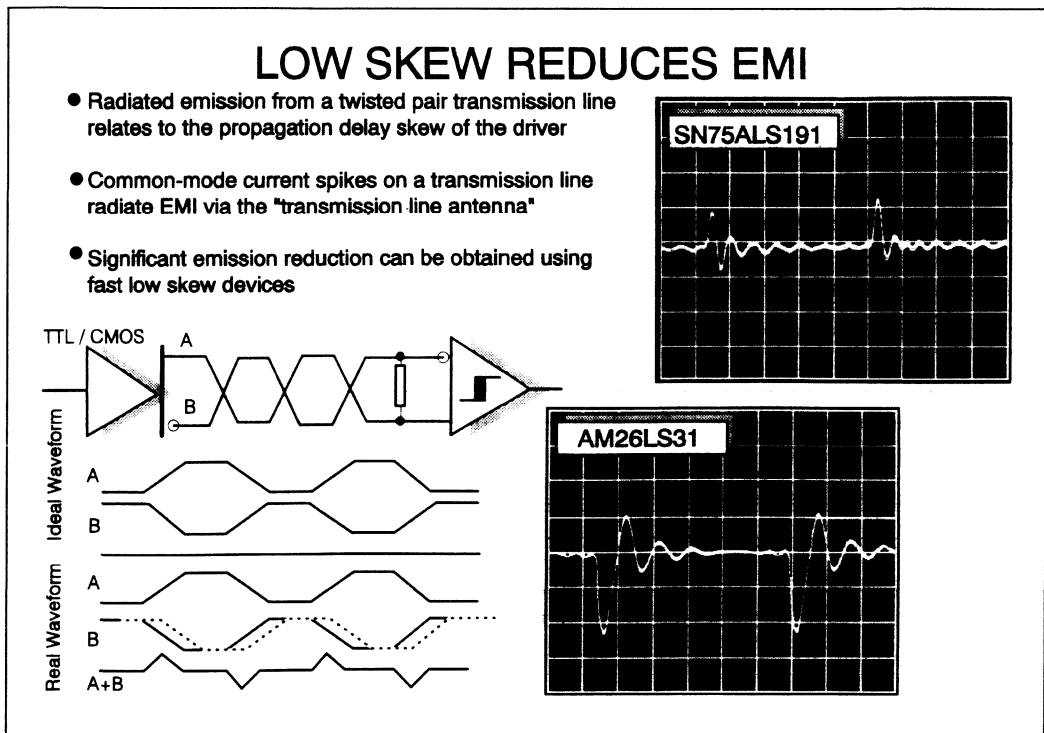 LOW SKEW REDUCES EMI
● Radiated emission from a twisted pair transmission line
relates to the propagation delay skew of the driver
● Common-mode current spikes on a transmission line
radiate EMI via the "transmission line antenna"
● Significant emission reduction can be obtained using
fast low skew devices
SN75ALS191
TTL / CMOS
A
B
AM26LS31
Ideal Waveform
A
B
Real Waveform
A
B
A+B